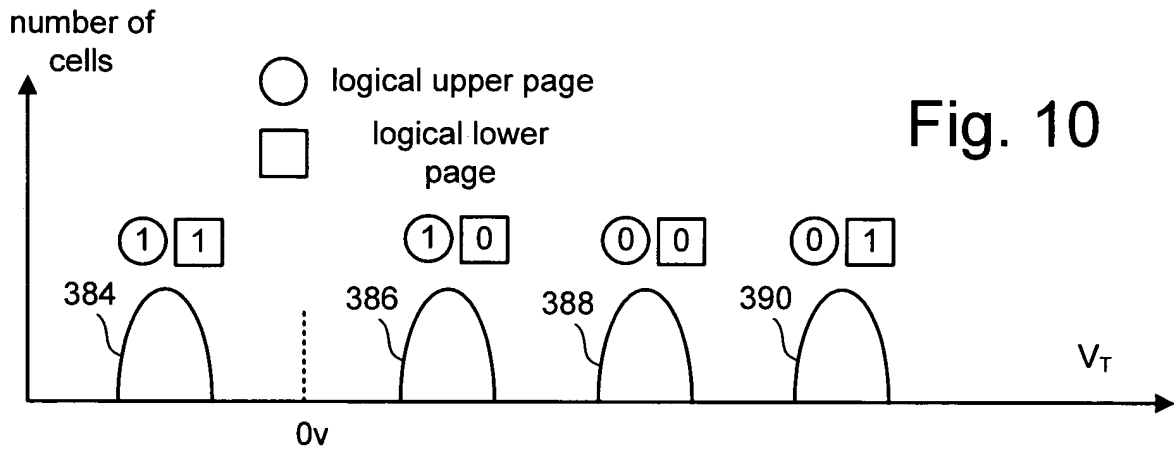 number of
cells
logical upper page
logical lower
page
Fig. 10
1 1
1 0
0 0
0 1
384
386
388
390
V_T
0v